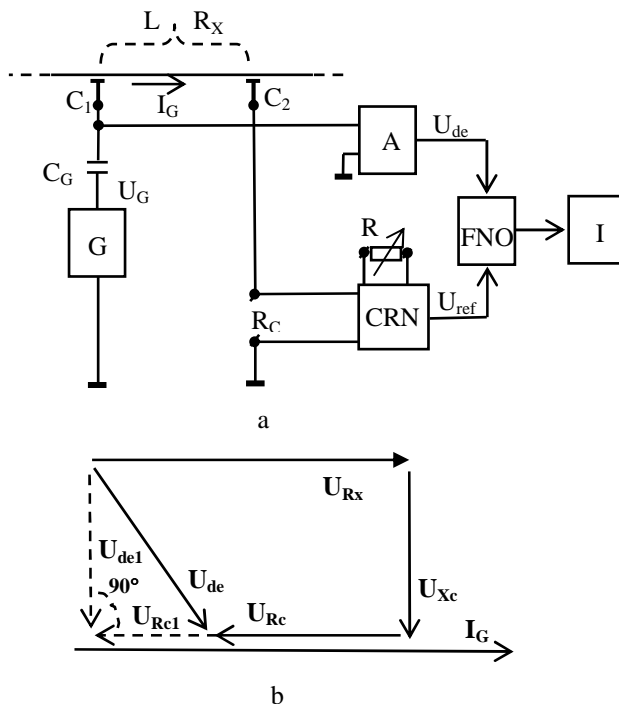 L R_X
C_1 I_G C_2
C_G U_G
A U_de
G
R
FNO I
R_C CRN U_ref
a
U_Rx
U_de1 U_de U_Xc
90°
U_Rc1 U_Rc I_G
b